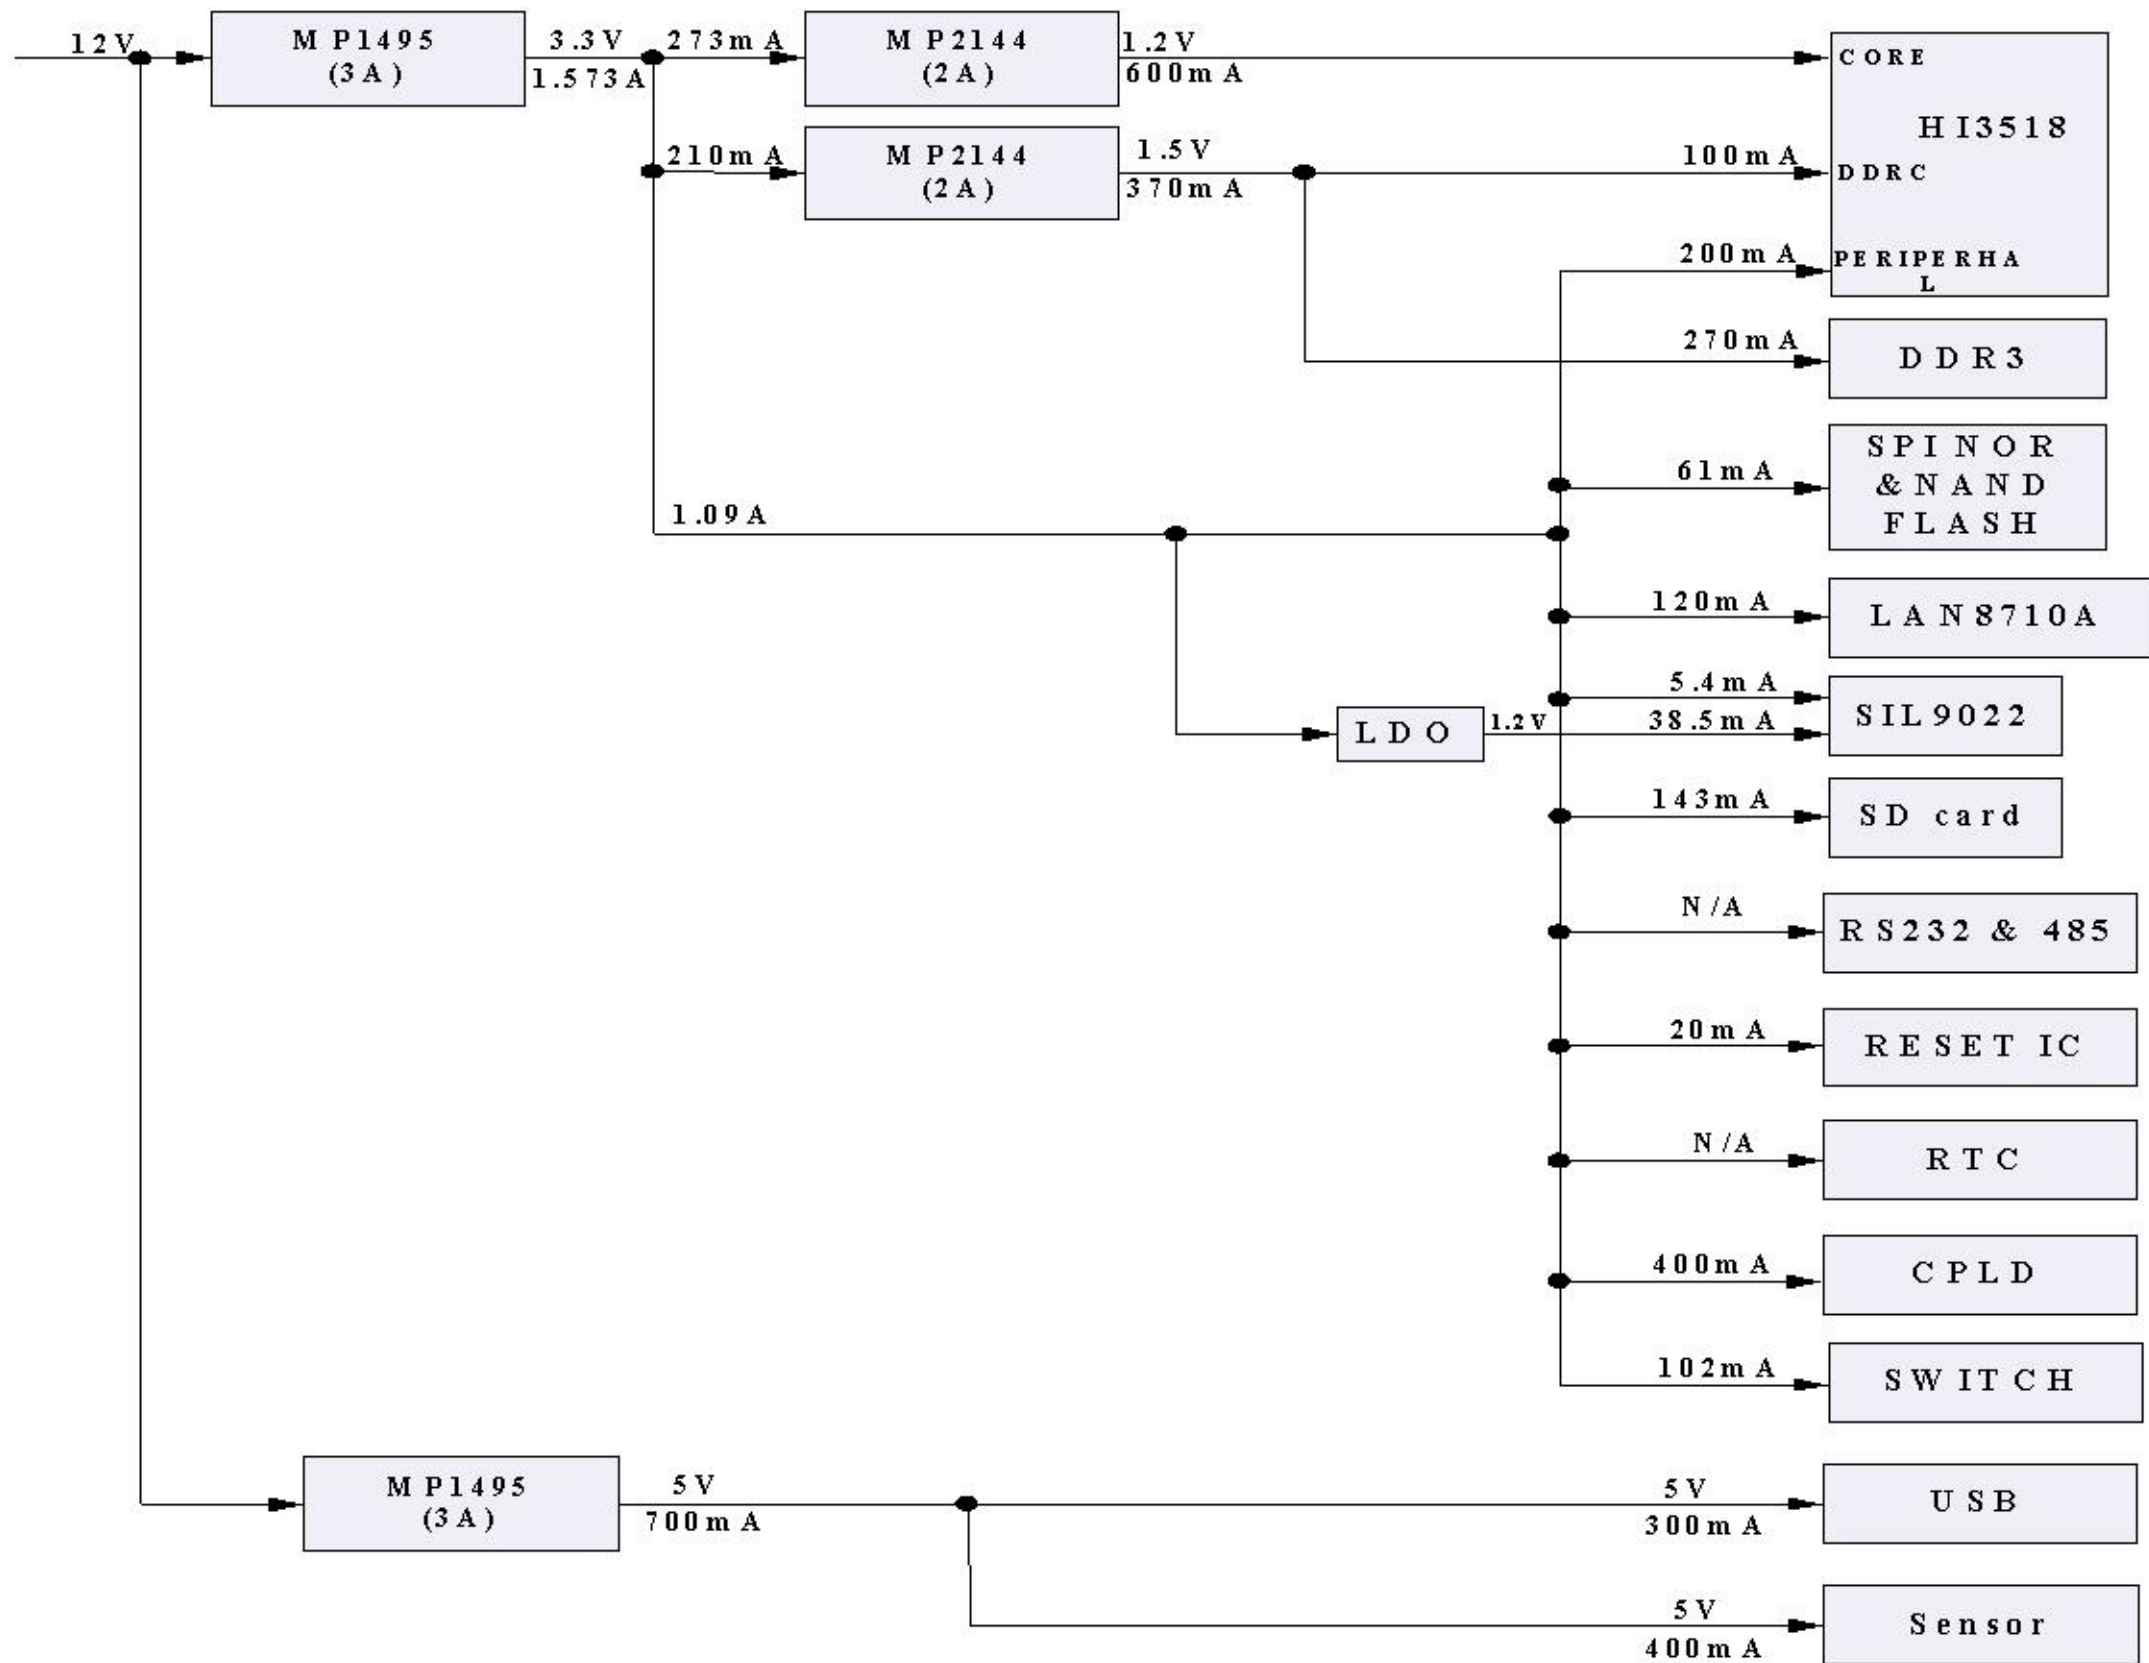 12V
MP1495
(3A)
3.3V
1.573A
273mA
MP2144
(2A)
1.2V
600mA
CORE
HI3518
210mA
MP2144
(2A)
1.5V
370mA
100mA
DDRC
200mA
PERIPERHA
L
270mA
DDR3
61mA
SPI NOR
&NAND
FLASH
1.09A
120mA
LAN8710A
LDO
1.2V
5.4mA
38.5mA
SIL9022
143mA
SD card
N/A
RS232 & 485
20mA
RESET IC
N/A
RTC
400mA
CPLD
102mA
SWITCH
MP1495
(3A)
5V
700mA
5V
300mA
USB
5V
400mA
Sensor